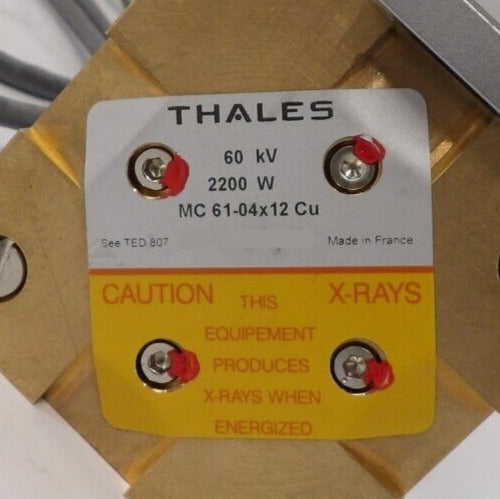 THALES
60 kV
2200 W
MC 61-04x12 Cu
See TED 807
Made in France
CAUTION THIS X-RAYS
EQUIPEMENT
PRODUCES
X-RAYS WHEN
ENERGIZED